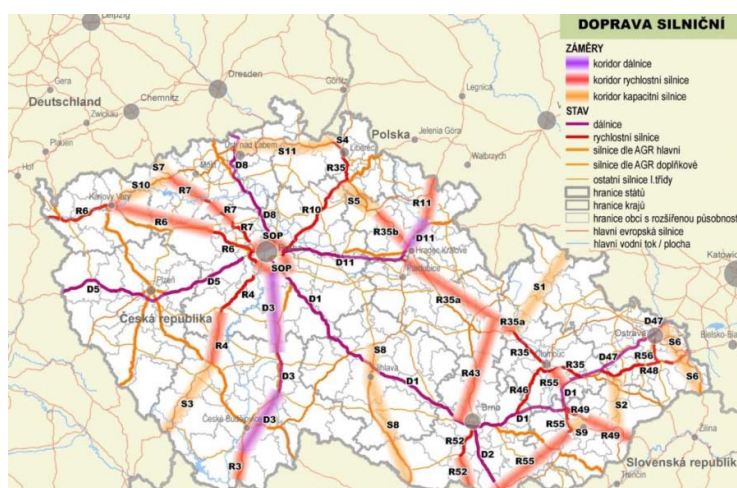 DOPRAVA SILNIČNÍ
ZÁMĚRY
koridor dálnice
koridor rychlostní silnice
koridor kapacitní silnice
STAV
dálnice
rychlostní silnice
silnice dle AGR hlavní
silnice dle AGR doplňkové
ostatní silnice I.třídy
hranice států
hranice krajů
hranice obcí s rozšířenou působnost
hlavní evropská silnice
hlavní vodní tok / plocha
Leipzig
Gera
Dresden
Görlitz
Legnica
Deutschland
Chemnitz
Zwickau
Plauen
Hof
Polska
Jelenia Góra
Walbrzych
Ústí nad Labem
Liberec
S4
S11
D8
R35
S7
Most
S10
R7
Karlovy Vary
R6
R6
R7
D8
R10
S5
R11
R7
R35b
D11
R6
SOP
Hradec Králové
SOP
D11
Pardubice
Katowic
D5
Plzeň
D5
R4
D3
D1
R35a
S1
Česká republika
R35a
D47
Ostrava
Bielsko-Bia
R4
S8
R35
Olomouc
R35
D47
R56
S6
D3
Jihlava
R43
R48
D1
R46
R55
S6
S3
České Budějovice
D3
S8
Brno
D1
D1
R49
S2
R55
S9
R49
Žilina
R3
R52
D2
R52
R55
Slovenská republik
Trenčín